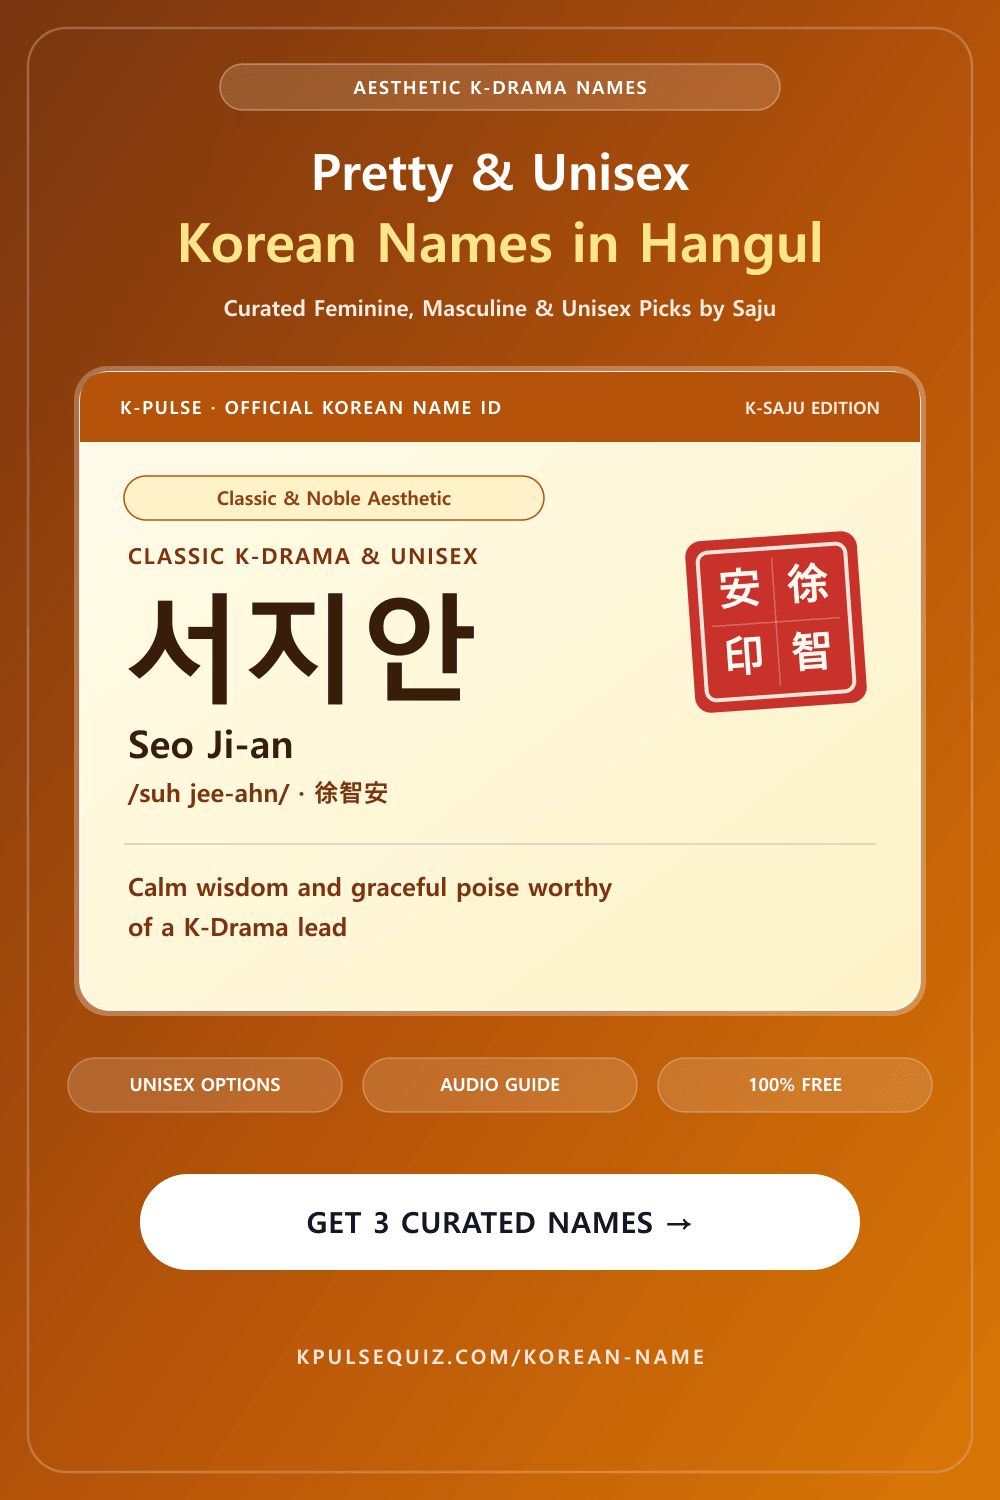 AESTHETIC K-DRAMA NAMES
Pretty & Unisex
Korean Names in Hangul
Curated Feminine, Masculine & Unisex Picks by Saju
K-PULSE · OFFICIAL KOREAN NAME ID
K-SAJU EDITION
Classic & Noble Aesthetic
CLASSIC K-DRAMA & UNISEX
서지안
徐智
安印
Seo Ji-an
/suh jee-ahn/ · 徐智安
Calm wisdom and graceful poise worthy
of a K-Drama lead
UNISEX OPTIONS
AUDIO GUIDE
100% FREE
GET 3 CURATED NAMES →
KPULSEQUIZ.COM/KOREAN-NAME